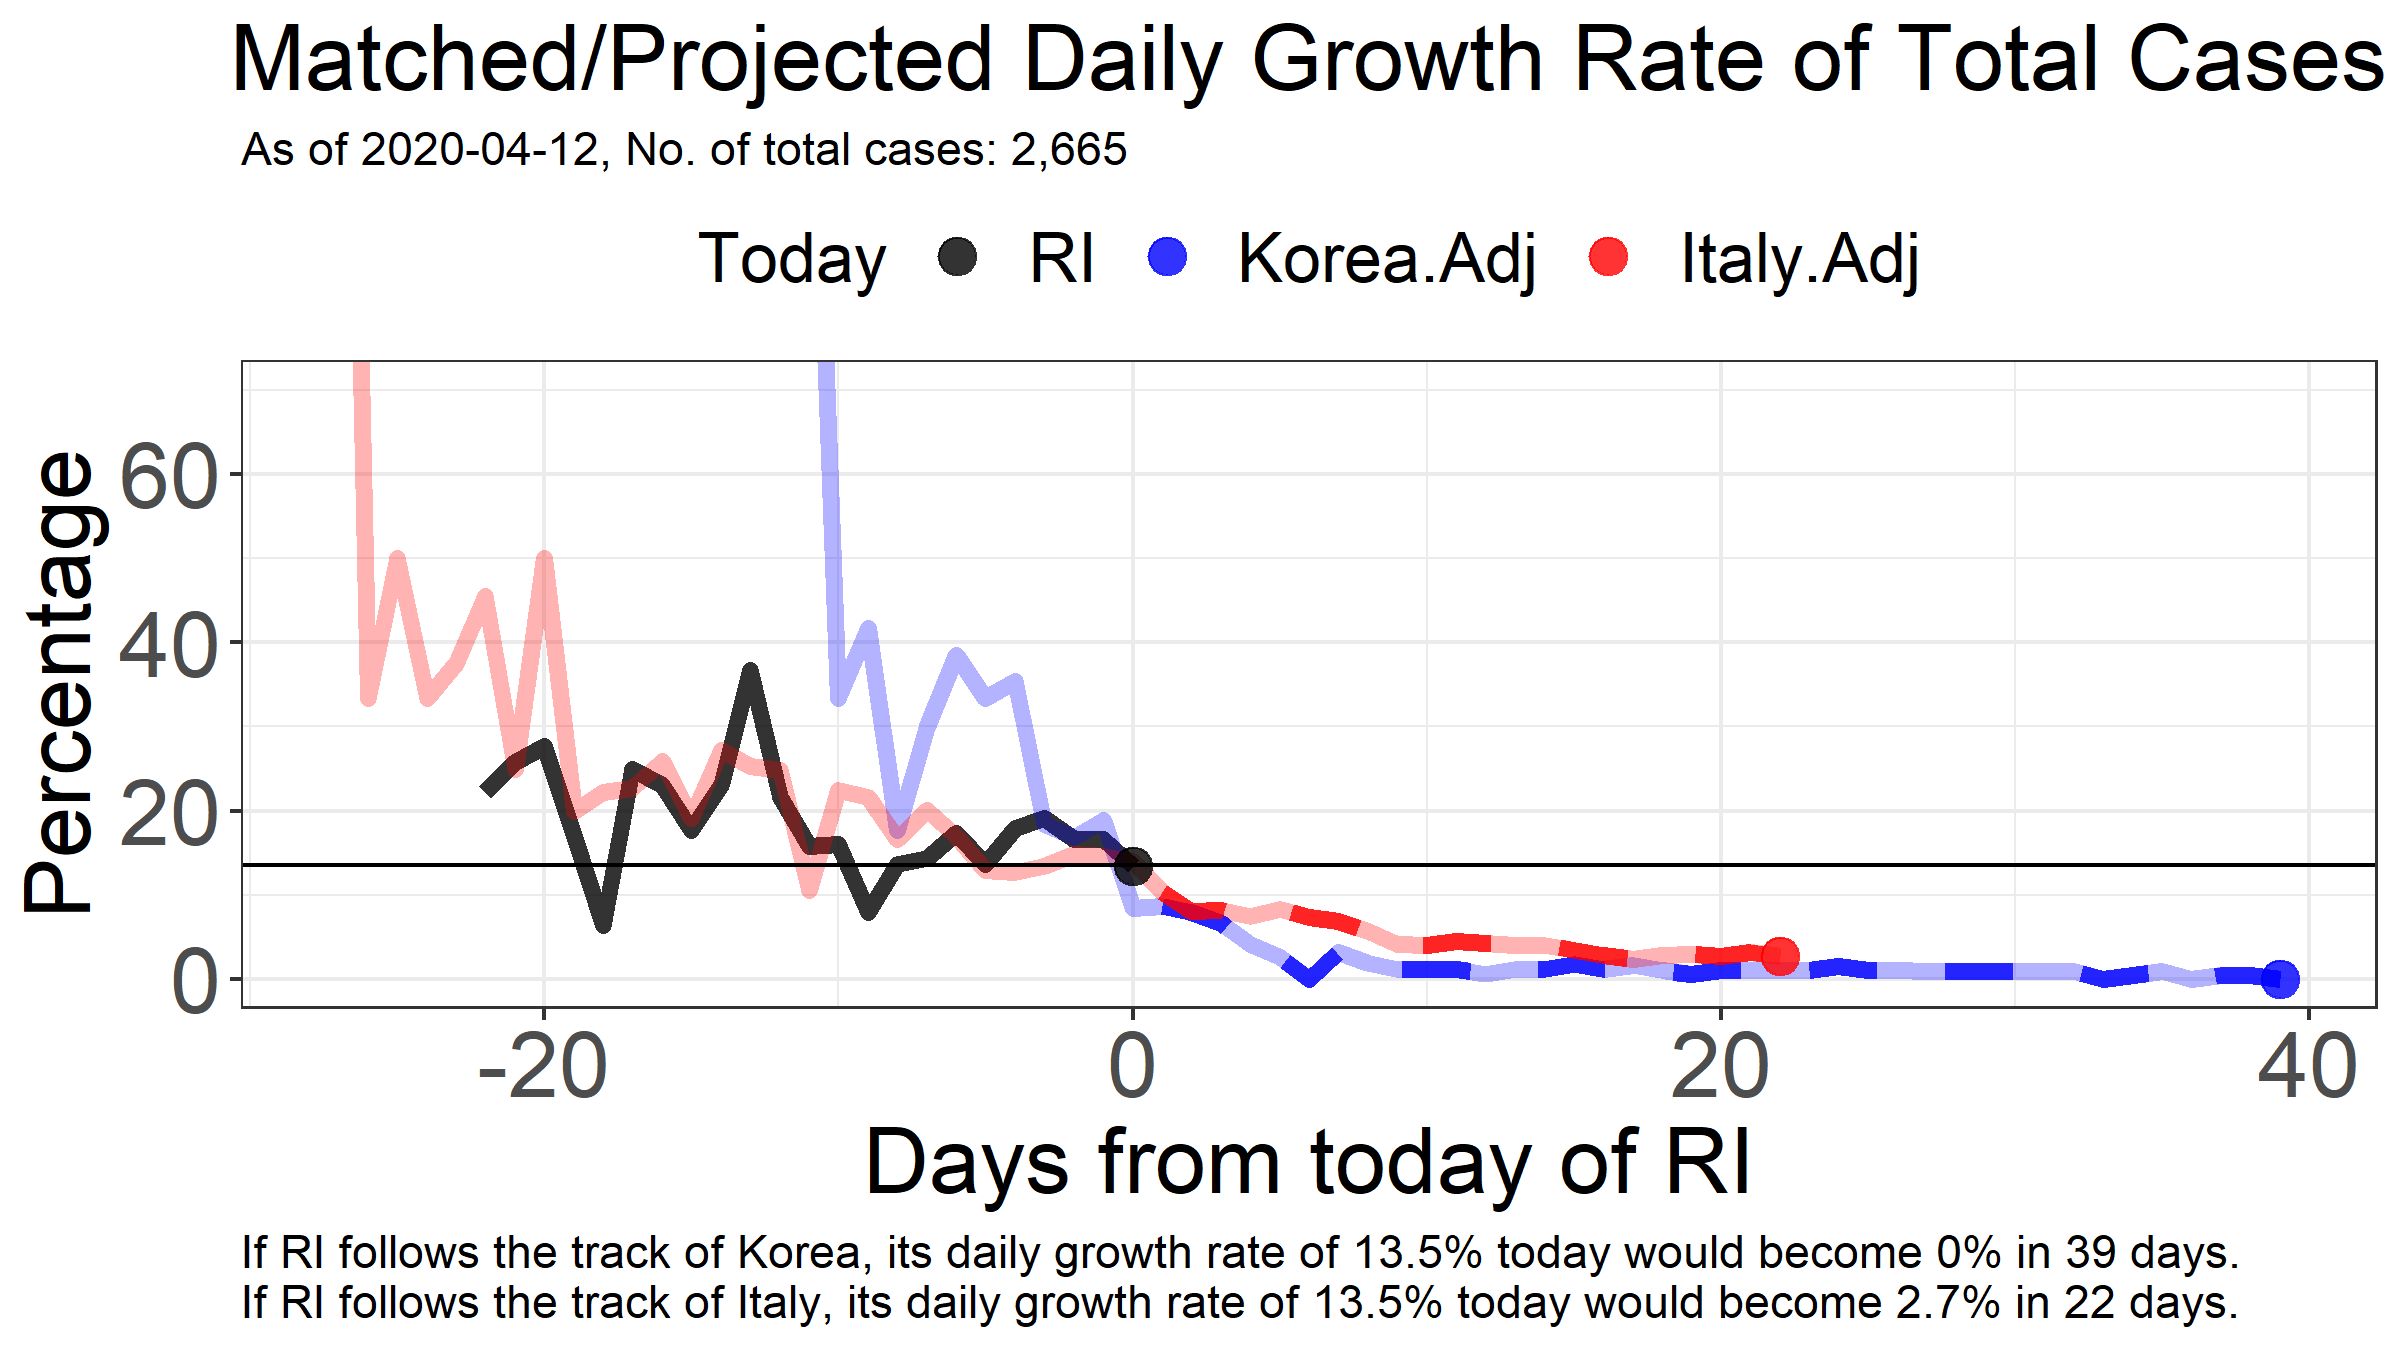 Matched/Projected Daily Growth Rate of Total Cases
As of 2020-04-12, No. of total cases: 2,665
Today RI Korea.Adj Italy.Adj
Percentage
60
40
20
0
-20 0 20 40
Days from today of RI
If RI follows the track of Korea, its daily growth rate of 13.5% today would become 0% in 39 days.
If RI follows the track of Italy, its daily growth rate of 13.5% today would become 2.7% in 22 days.